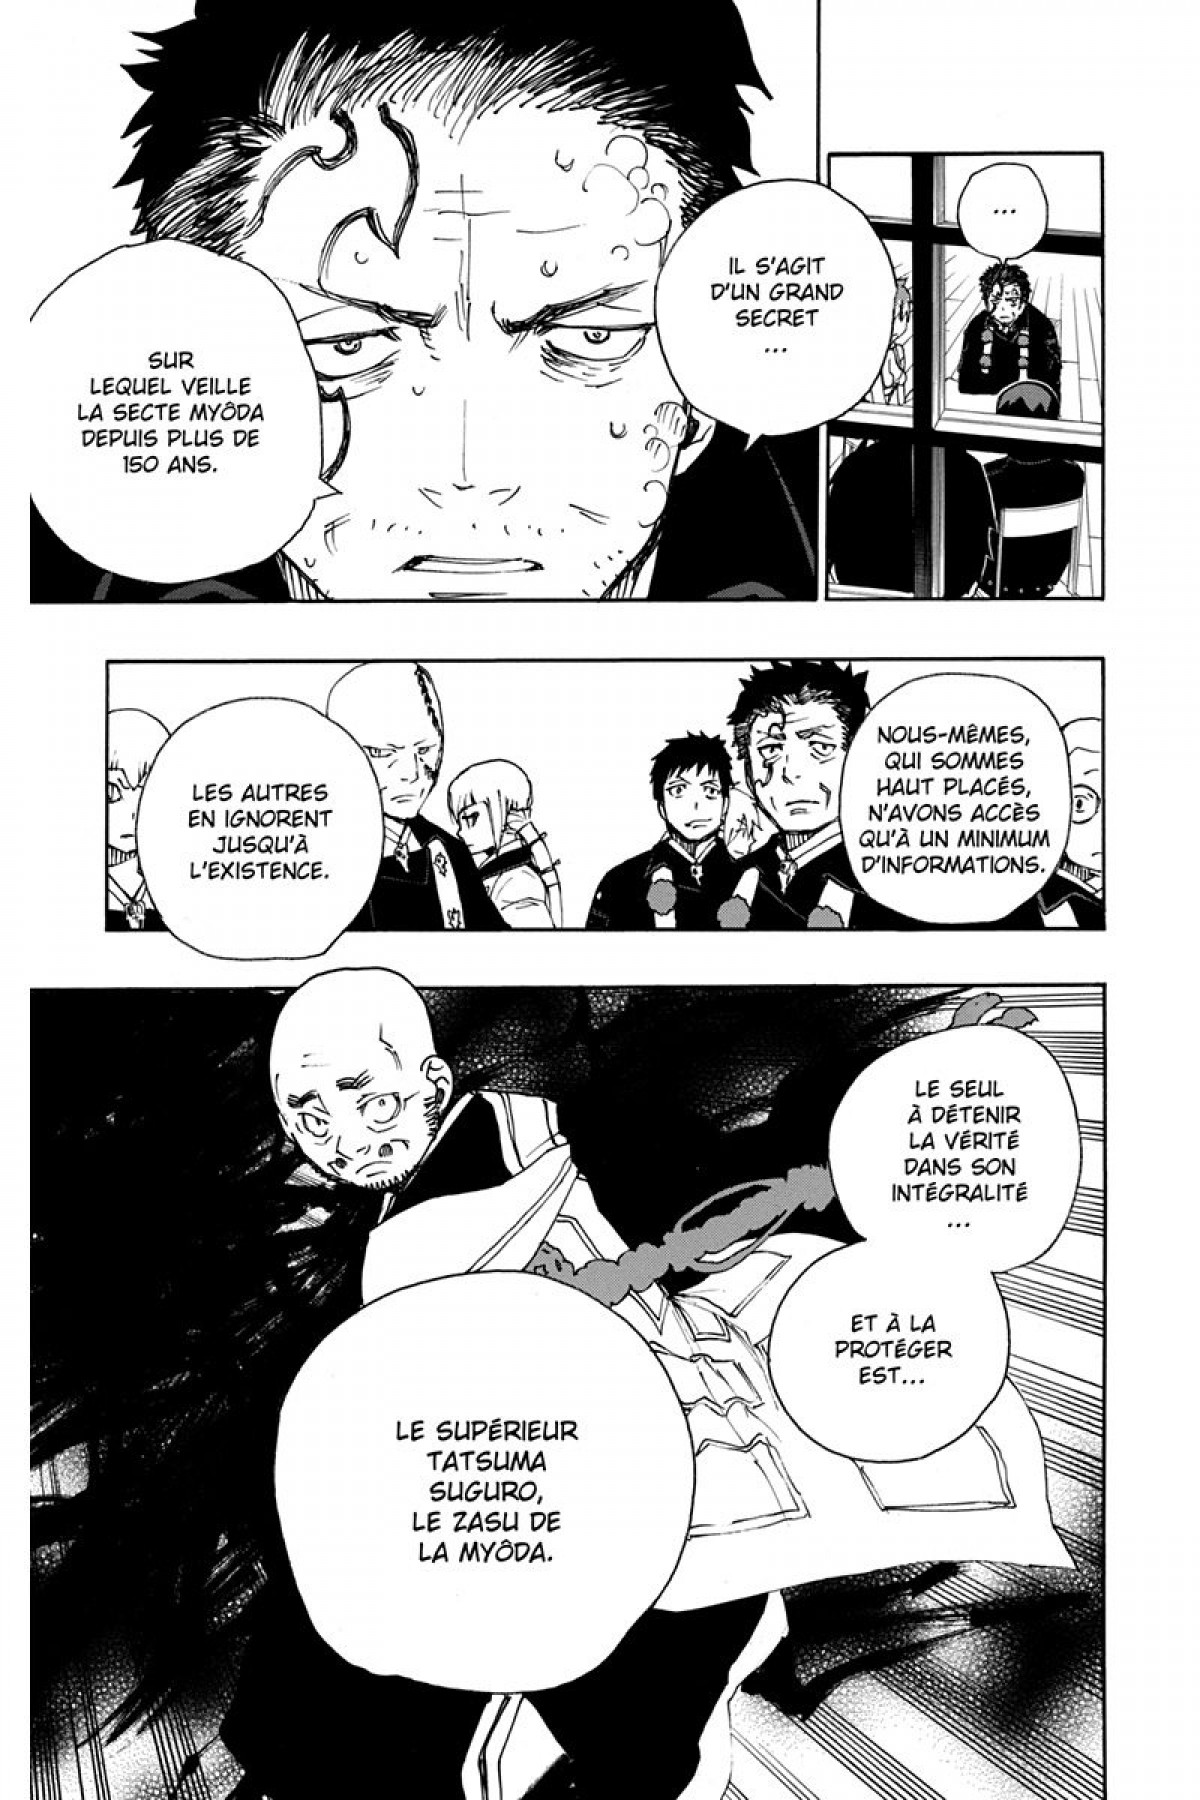 ...
IL S'AGIT
D'UN GRAND
SECRET
...
SUR
LEQUEL VEILLE
LA SECTE MYÔDA
DEPUIS PLUS DE
150 ANS.
NOUS-MÊMES,
QUI SOMMES
HAUT PLACÉS,
N'AVONS ACCÈS
QU'À UN MINIMUM
D'INFORMATIONS.
LES AUTRES
EN IGNORENT
JUSQU'À
L'EXISTENCE.
LE SEUL
À DÉTENIR
LA VÉRITÉ
DANS SON
INTÉGRALITÉ
...
ET À LA
PROTÉGER
EST...
LE SUPÉRIEUR
TATSUMA
SUGURO,
LE ZASU DE
LA MYÔDA.